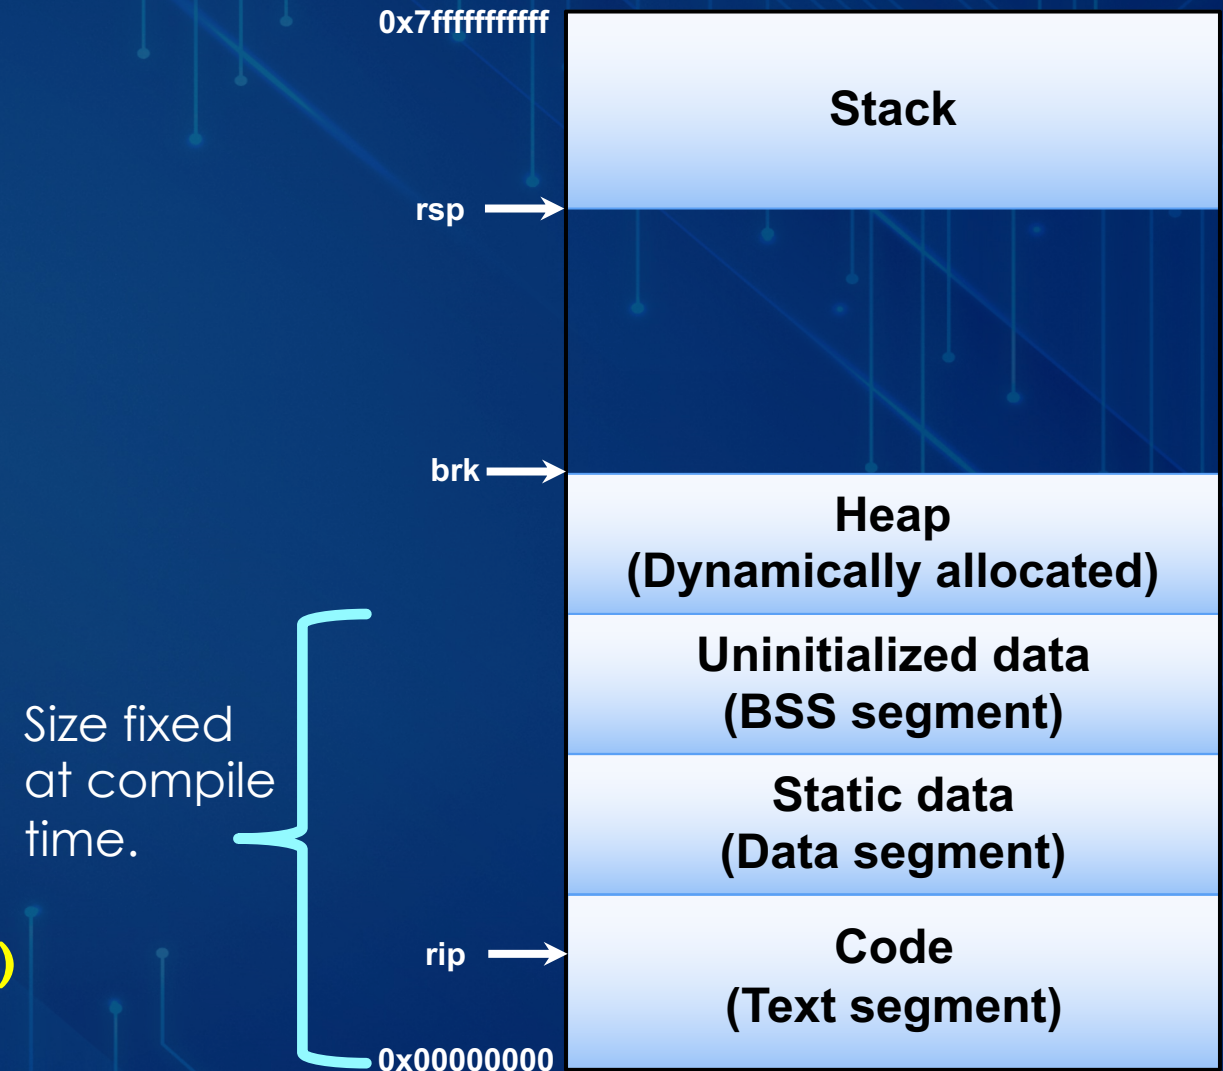 0x7fffffffffff
Stack
rsp
brk
Heap
(Dynamically allocated)
Uninitialized data
(BSS segment)
Size fixed
at compile
time.
Static data
(Data segment)
)
rip
Code
(Text segment)
0x00000000